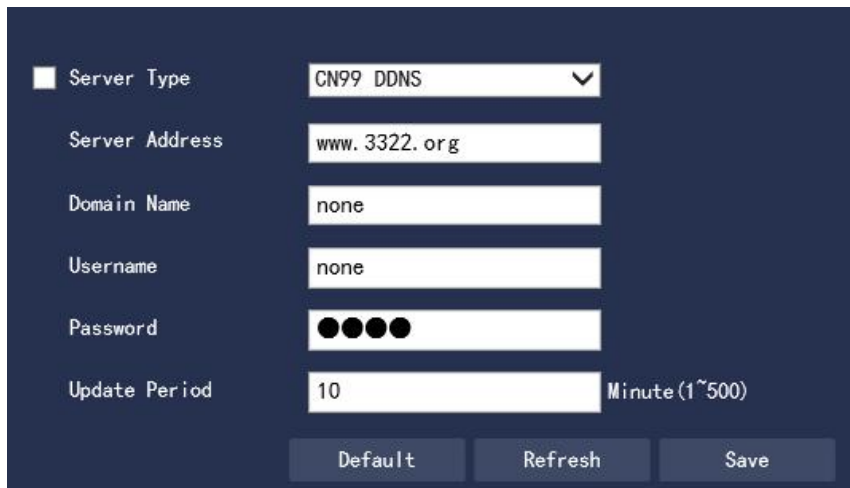 Server Type CN99 DDNS
Server Address www.3322.org
Domain Name none
Username none
Password ●●●●
Update Period 10 Minute(1~500)
Default Refresh Save